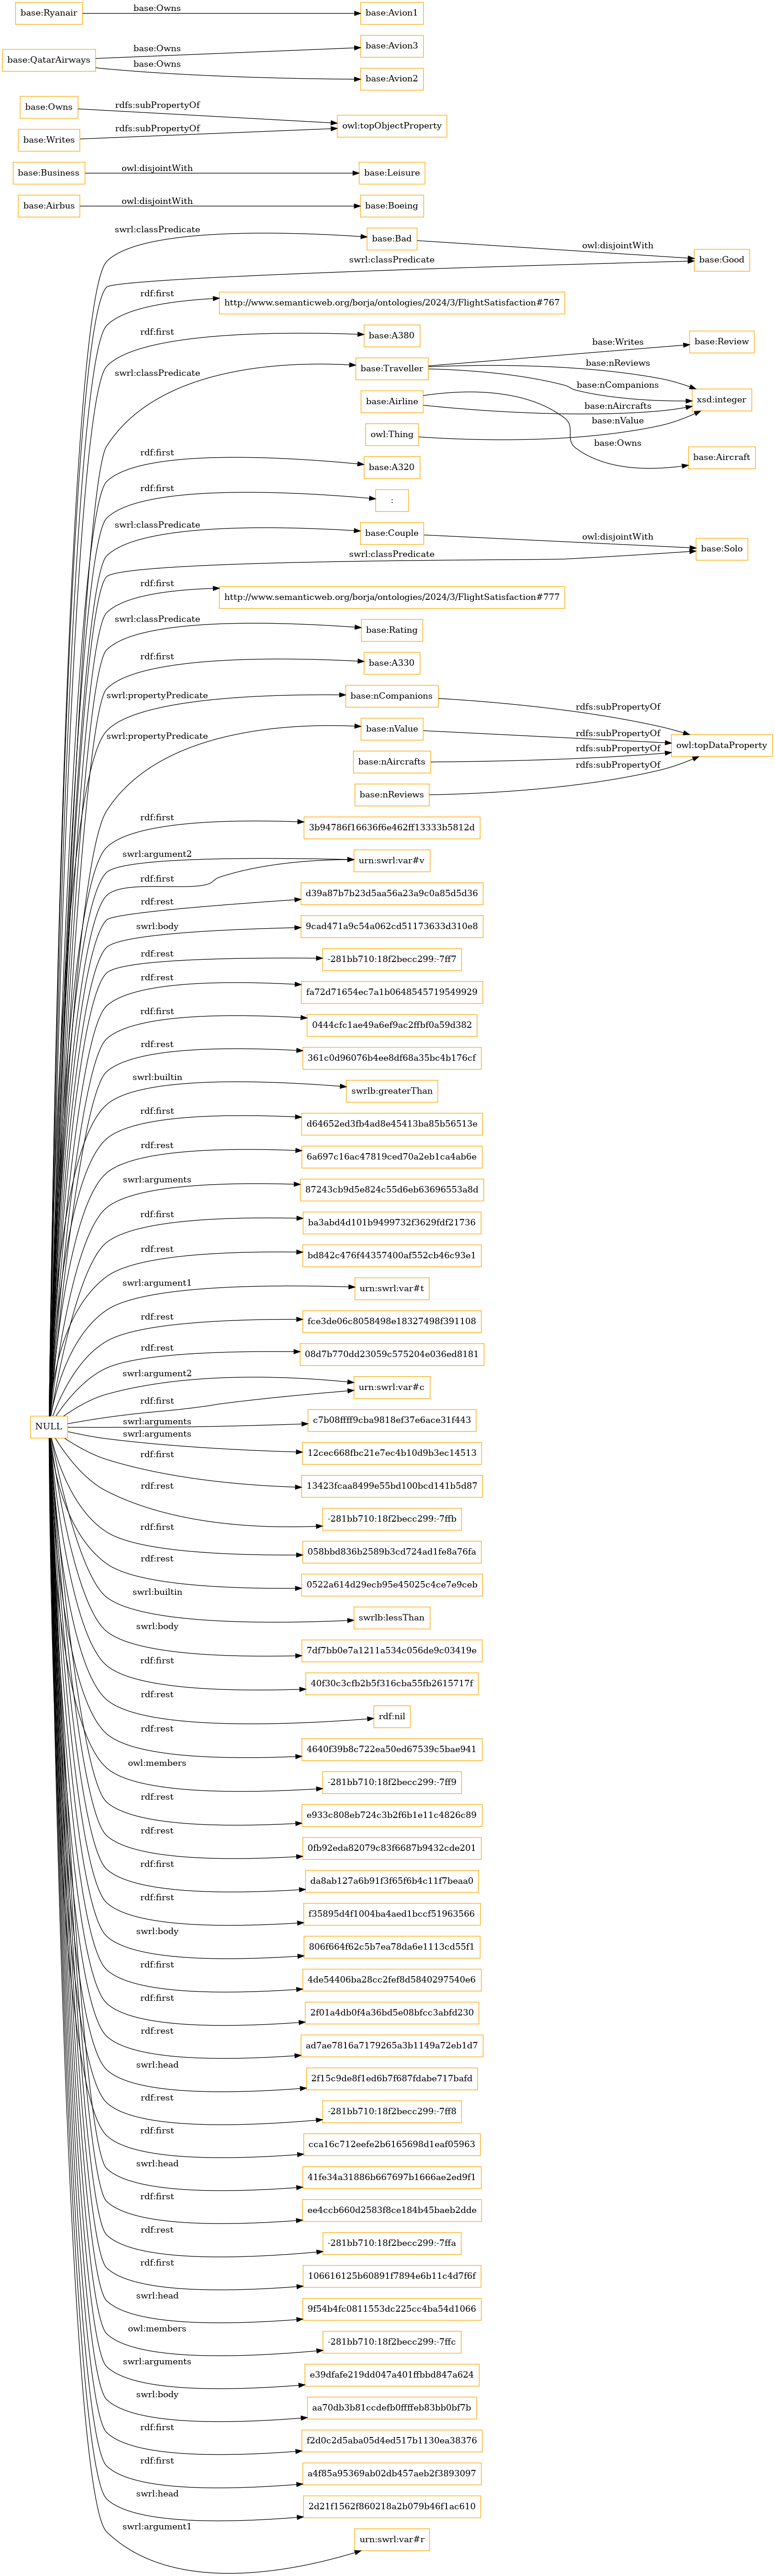 base:Ryanair
base:Owns
base:Avion1
base:QatarAirways
base:Owns
base:Avion3
base:Owns
base:Avion2
base:Owns
rdfs:subPropertyOf
owl:topObjectProperty
base:Writes
rdfs:subPropertyOf
base:Business
owl:disjointWith
base:Leisure
base:Airbus
owl:disjointWith
base:Boeing
swrl:classPredicate
base:Bad
owl:disjointWith
base:Good
swrl:classPredicate
rdf:first
http://www.semanticweb.org/borja/ontologies/2024/3/FlightSatisfaction#767
rdf:first
base:A380
base:Writes
base:Review
swrl:classPredicate
base:Traveller
base:nReviews
base:nCompanions
xsd:integer
base:Airline
base:nAircrafts
base:nValue
owl:Thing
base:Owns
base:Aircraft
rdf:first
base:A320
rdf:first
:
swrl:classPredicate
base:Couple
owl:disjointWith
base:Solo
swrl:classPredicate
rdf:first
http://www.semanticweb.org/borja/ontologies/2024/3/FlightSatisfaction#777
swrl:classPredicate
base:Rating
rdf:first
base:A330
swrl:propertyPredicate
base:nCompanions
rdfs:subPropertyOf
swrl:propertyPredicate
base:nValue
rdfs:subPropertyOf
owl:topDataProperty
base:nAircrafts
rdfs:subPropertyOf
base:nReviews
rdfs:subPropertyOf
rdf:first
3b94786f16636f6e462ff13333b5812d
swrl:argument2
urn:swrl:var#v
rdf:first
rdf:rest
d39a87b7b23d5aa56a23a9c0a85d5d36
swrl:body
9cad471a9c54a062cd51173633d310e8
rdf:rest
-281bb710:18f2becc299:-7ff7
rdf:rest
fa72d71654ec7a1b0648545719549929
rdf:first
0444cfc1ae49a6ef9ac2ffbf0a59d382
rdf:rest
361c0d96076b4ee8df68a35bc4b176cf
swrl:builtin
swrlb:greaterThan
rdf:first
d64652ed3fb4ad8e45413ba85b56513e
rdf:rest
6a697c16ac47819ced70a2eb1ca4ab6e
swrl:arguments
87243cb9d5e824c55d6eb63696553a8d
rdf:first
ba3abd4d101b9499732f3629fdf21736
rdf:rest
bd842c476f44357400af552cb46c93e1
swrl:argument1
urn:swrl:var#t
rdf:rest
fce3de06c8058498e18327498f391108
rdf:rest
08d7b770dd23059c575204e036ed8181
swrl:argument2
urn:swrl:var#c
rdf:first
NULL
swrl:arguments
c7b08ffff9cba9818ef37e6ace31f443
swrl:arguments
12cec668fbc21e7ec4b10d9b3ec14513
rdf:first
13423fcaa8499e55bd100bcd141b5d87
rdf:rest
-281bb710:18f2becc299:-7ffb
rdf:first
058bbd836b2589b3cd724ad1fe8a76fa
rdf:rest
0522a614d29ecb95e45025c4ce7e9ceb
swrl:builtin
swrlb:lessThan
swrl:body
7df7bb0e7a1211a534c056de9c03419e
rdf:first
40f30c3cfb2b5f316cba55fb2615717f
rdf:rest
rdf:nil
rdf:rest
4640f39b8c722ea50ed67539c5bae941
owl:members
-281bb710:18f2becc299:-7ff9
rdf:rest
e933c808eb724c3b2f6b1e11c4826c89
rdf:rest
0fb92eda82079c83f6687b9432cde201
rdf:first
da8ab127a6b91f3f65f6b4c11f7beaa0
rdf:first
f35895d4f1004ba4aed1bccf51963566
swrl:body
806f664f62c5b7ea78da6e1113cd55f1
rdf:first
4de54406ba28cc2fef8d5840297540e6
rdf:first
2f01a4db0f4a36bd5e08bfcc3abfd230
rdf:rest
ad7ae7816a7179265a3b1149a72eb1d7
swrl:head
2f15c9de8f1ed6b7f687fdabe717bafd
rdf:rest
-281bb710:18f2becc299:-7ff8
rdf:first
cca16c712eefe2b6165698d1eaf05963
swrl:head
41fe34a31886b667697b1666ae2ed9f1
rdf:first
ee4ccb660d2583f8ce184b45baeb2dde
rdf:rest
-281bb710:18f2becc299:-7ffa
rdf:first
106616125b60891f7894e6b11c4d7f6f
swrl:head
9f54b4fc0811553dc225cc4ba54d1066
owl:members
-281bb710:18f2becc299:-7ffc
swrl:arguments
e39dfafe219dd047a401ffbbd847a624
swrl:body
aa70db3b81ccdefb0ffffeb83bb0bf7b
rdf:first
f2d0c2d5aba05d4ed517b1130ea38376
rdf:first
a4f85a95369ab02db457aeb2f3893097
swrl:head
2d21f1562f860218a2b079b46f1ac610
swrl:argument1
urn:swrl:var#r